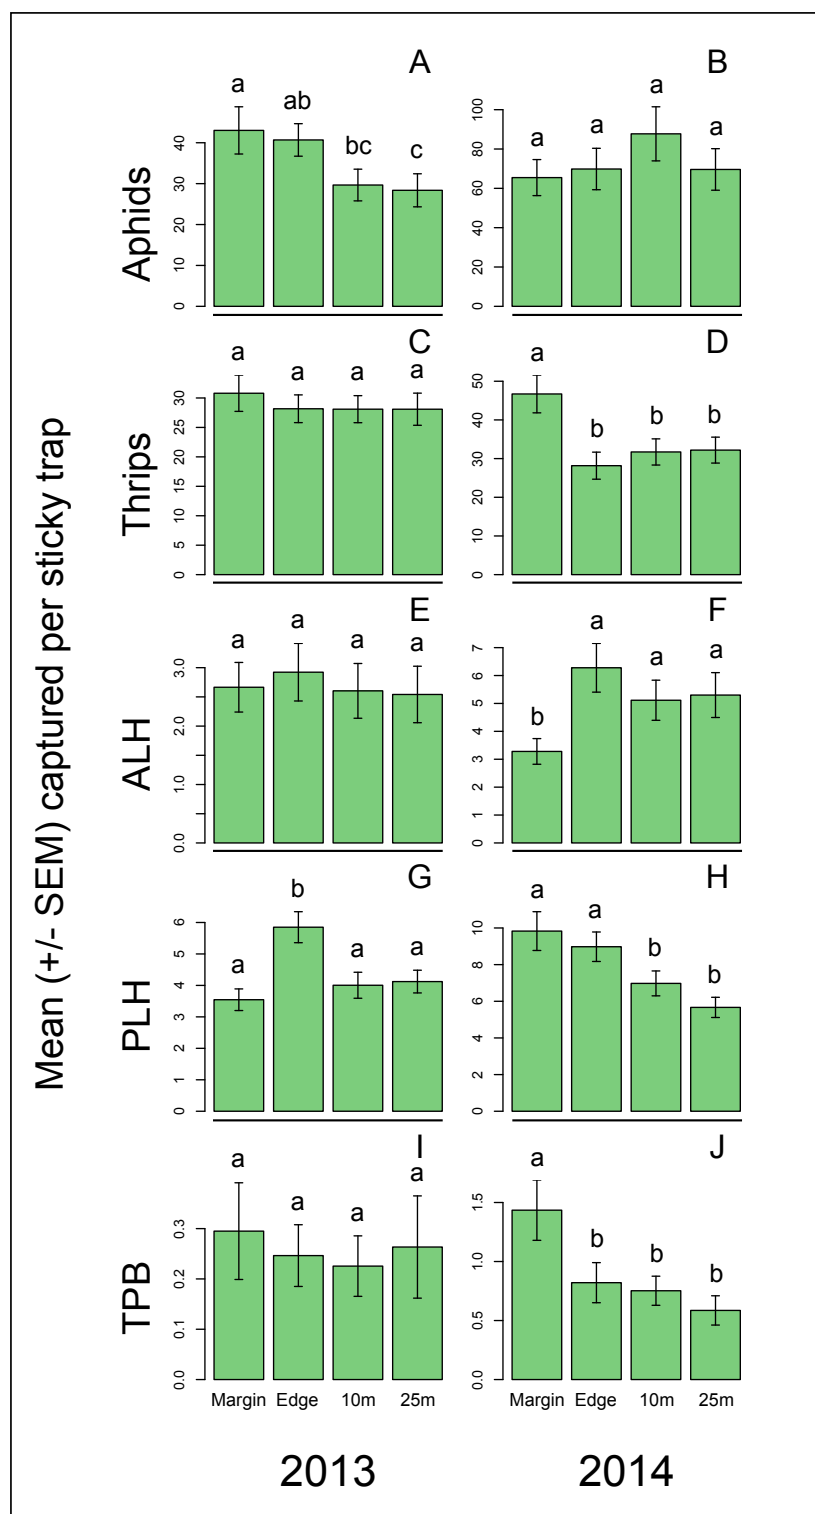 Mean (+/- SEM) captured per sticky trap
Aphids
A
0 10 20 30 40
a ab bc c
B
0 20 40 60 80 100
a a a a
Thrips
C
0 5 10 15 20 25 30
a a a a
D
0 10 20 30 40 50
a b b b
ALH
E
0.0 1.0 2.0 3.0
a a a a
F
0 1 2 3 4 5 6 7
b a a a
PLH
G
0 1 2 3 4 5 6
a b a a
H
0 2 4 6 8 10
a a b b
TPB
I
0.0 0.1 0.2 0.3
a a a a
J
0.0 0.5 1.0 1.5
a b b b
Margin Edge 10m 25m
Margin Edge 10m 25m
2013
2014